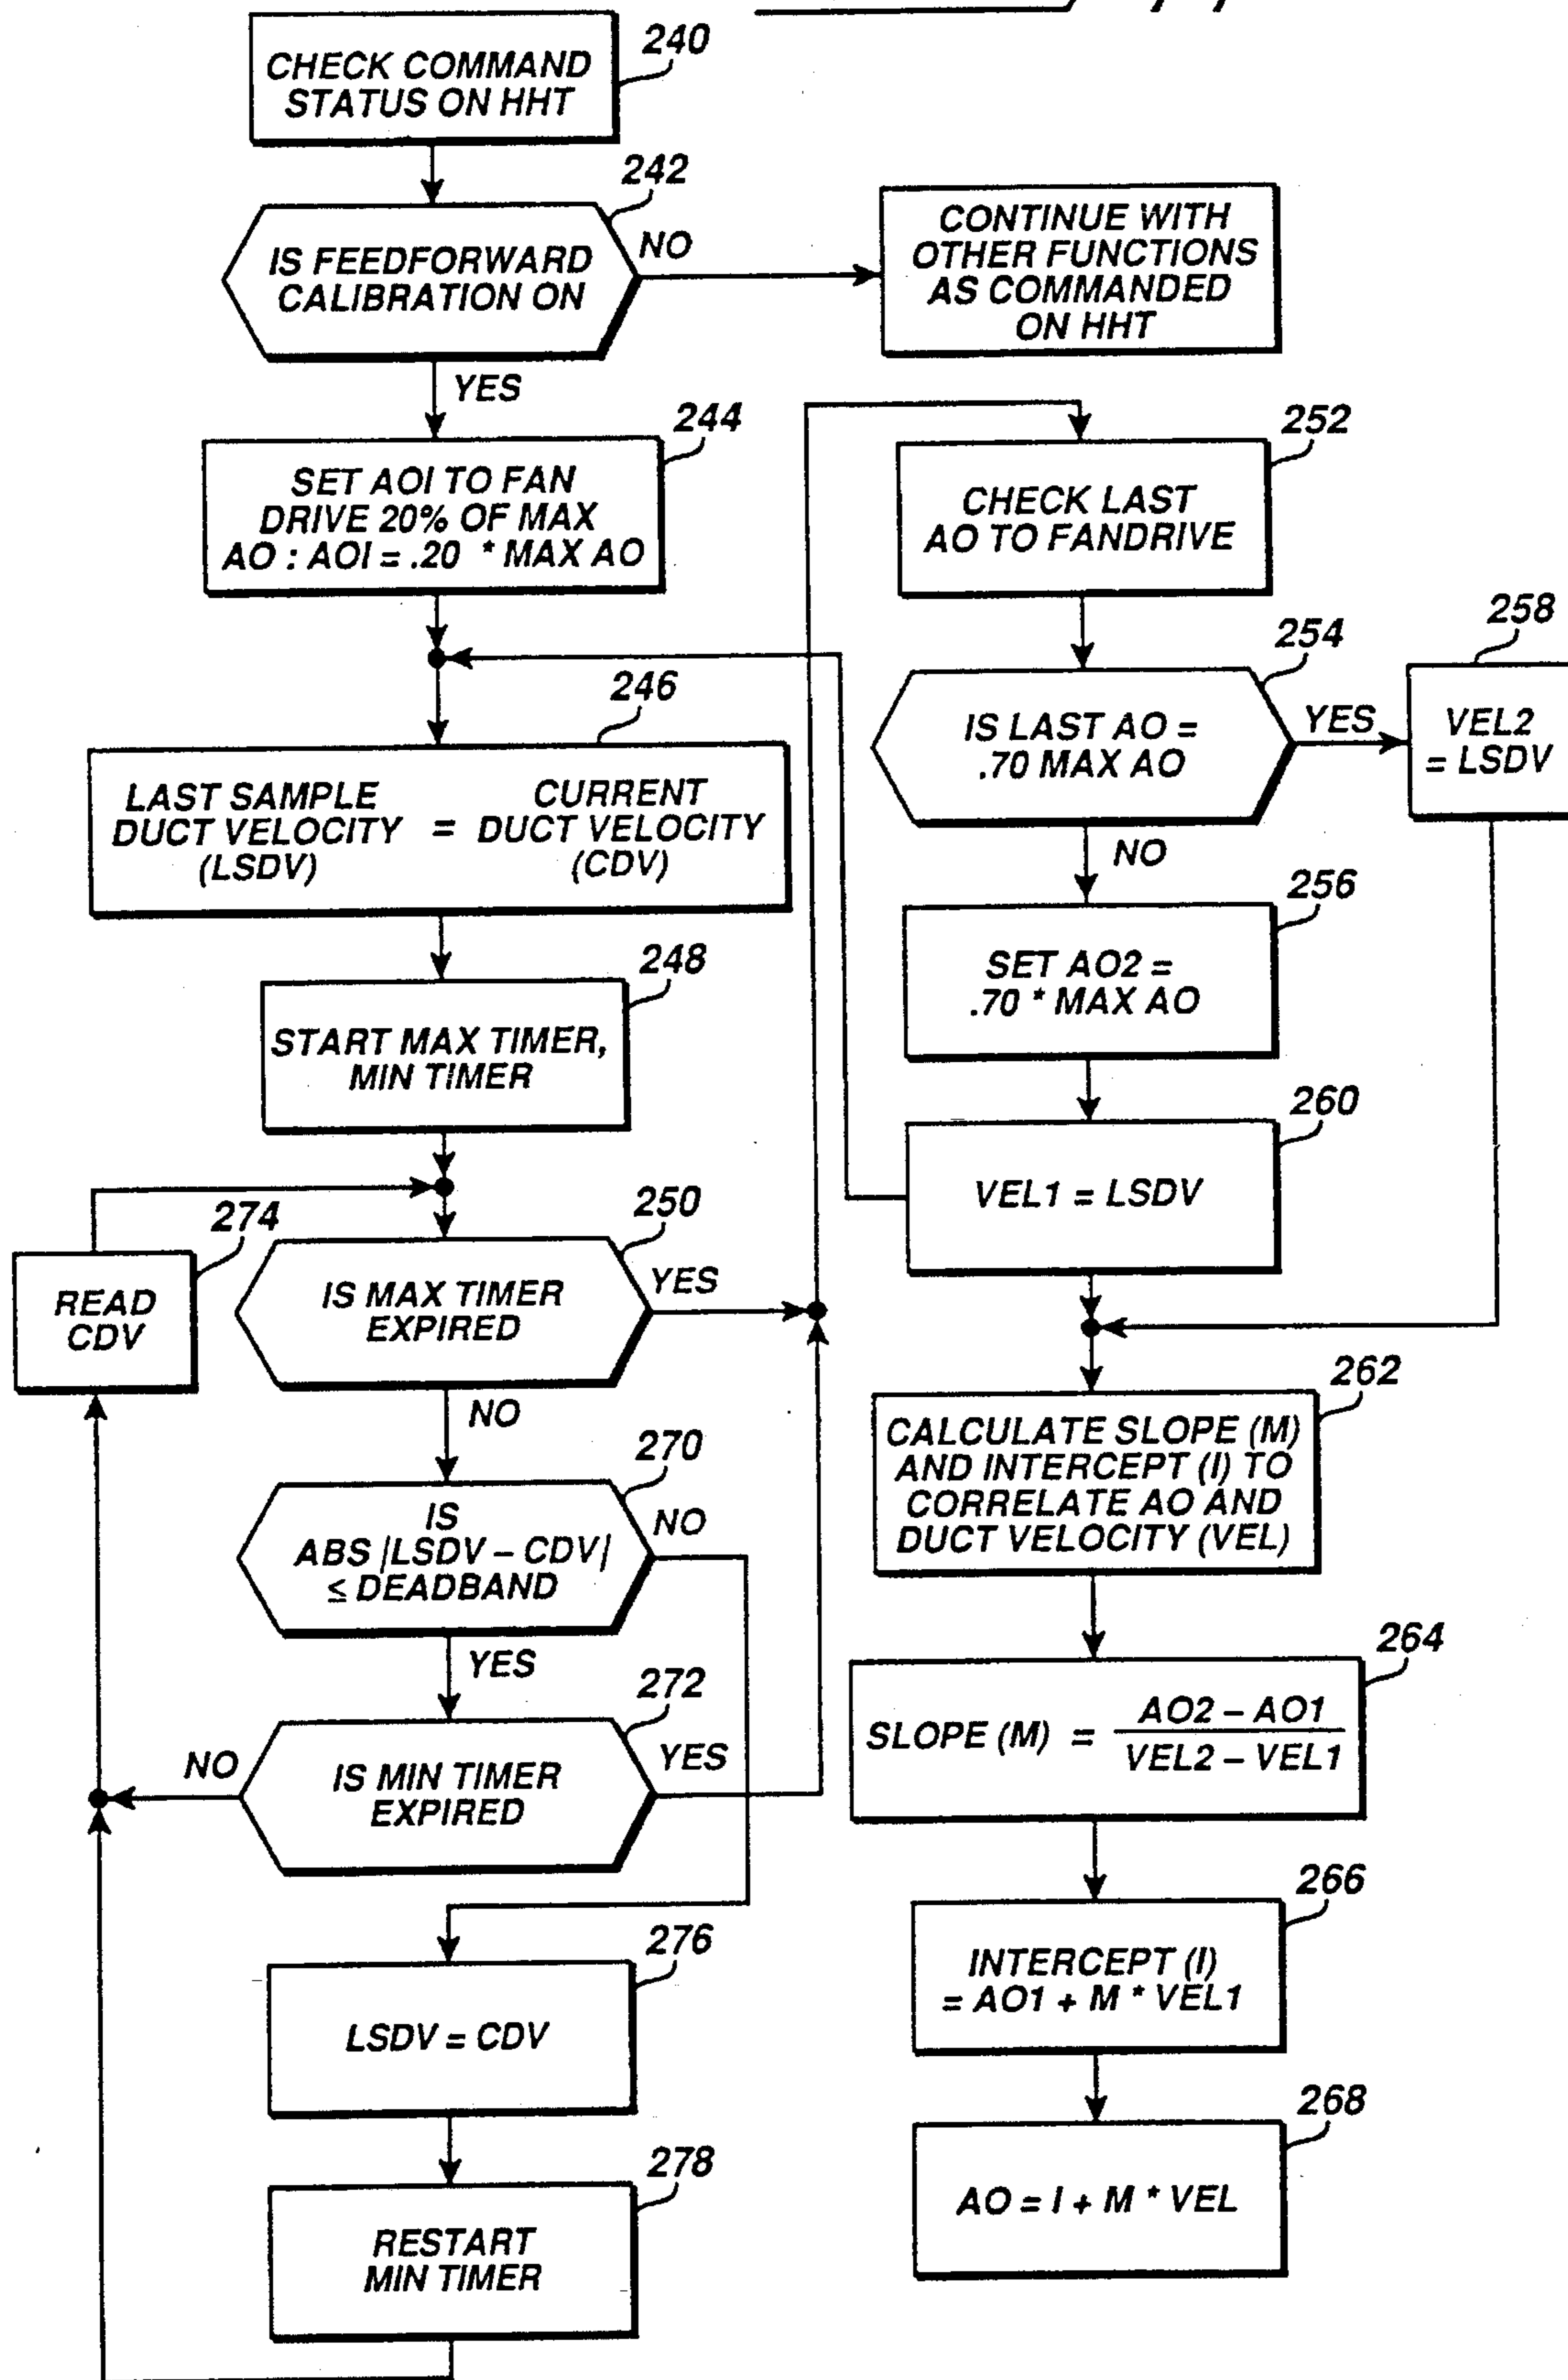 240
CHECK COMMAND
STATUS ON HHT
242
IS FEEDFORWARD
CALIBRATION ON
NO
CONTINUE WITH
OTHER FUNCTIONS
AS COMMANDED
ON HHT
YES
244
SET AOI TO FAN
DRIVE 20% OF MAX
AO : AOI = .20 * MAX AO
246
LAST SAMPLE
DUCT VELOCITY
(LSDV)
=
CURRENT
DUCT VELOCITY
(CDV)
248
START MAX TIMER,
MIN TIMER
274
READ
CDV
250
IS MAX TIMER
EXPIRED
YES
NO
270
IS
ABS |LSDV – CDV|
≤ DEADBAND
NO
YES
272
IS MIN TIMER
EXPIRED
NO
YES
276
LSDV = CDV
278
RESTART
MIN TIMER
252
CHECK LAST
AO TO FANDRIVE
254
IS LAST AO =
.70 MAX AO
YES
258
VEL2
= LSDV
NO
256
SET AO2 =
.70 * MAX AO
260
VEL1 = LSDV
262
CALCULATE SLOPE (M)
AND INTERCEPT (I) TO
CORRELATE AO AND
DUCT VELOCITY (VEL)
264
SLOPE (M) =
AO2 – AO1
VEL2 – VEL1
266
INTERCEPT (I)
= AO1 + M * VEL1
268
AO = I + M * VEL